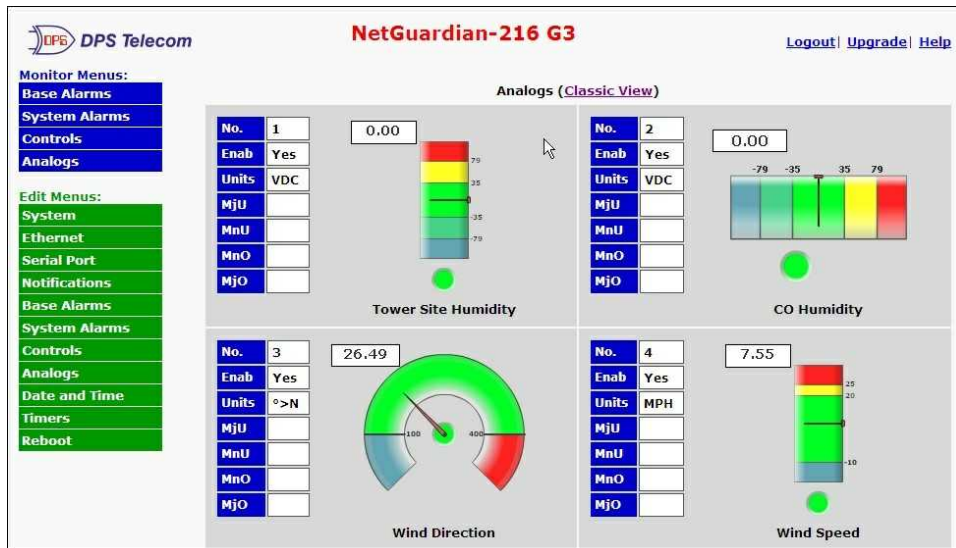 DPS DPS Telecom
NetGuardian-216 G3
Logout| Upgrade| Help
Monitor Menus:
Base Alarms
System Alarms
Controls
Analogs
Edit Menus:
System
Ethernet
Serial Port
Notifications
Base Alarms
System Alarms
Controls
Analogs
Date and Time
Timers
Reboot
Analogs (Classic View)
No. 1
Enab Yes
Units VDC
MjU
MnU
MnO
MjO
0.00
79
35
-35
-79
Tower Site Humidity
No. 2
Enab Yes
Units VDC
MjU
MnU
MnO
MjO
0.00
-79 -35 35 79
CO Humidity
No. 3
Enab Yes
Units °>N
MjU
MnU
MnO
MjO
26.49
100 400
Wind Direction
No. 4
Enab Yes
Units MPH
MjU
MnU
MnO
MjO
7.55
25
20
-10
Wind Speed